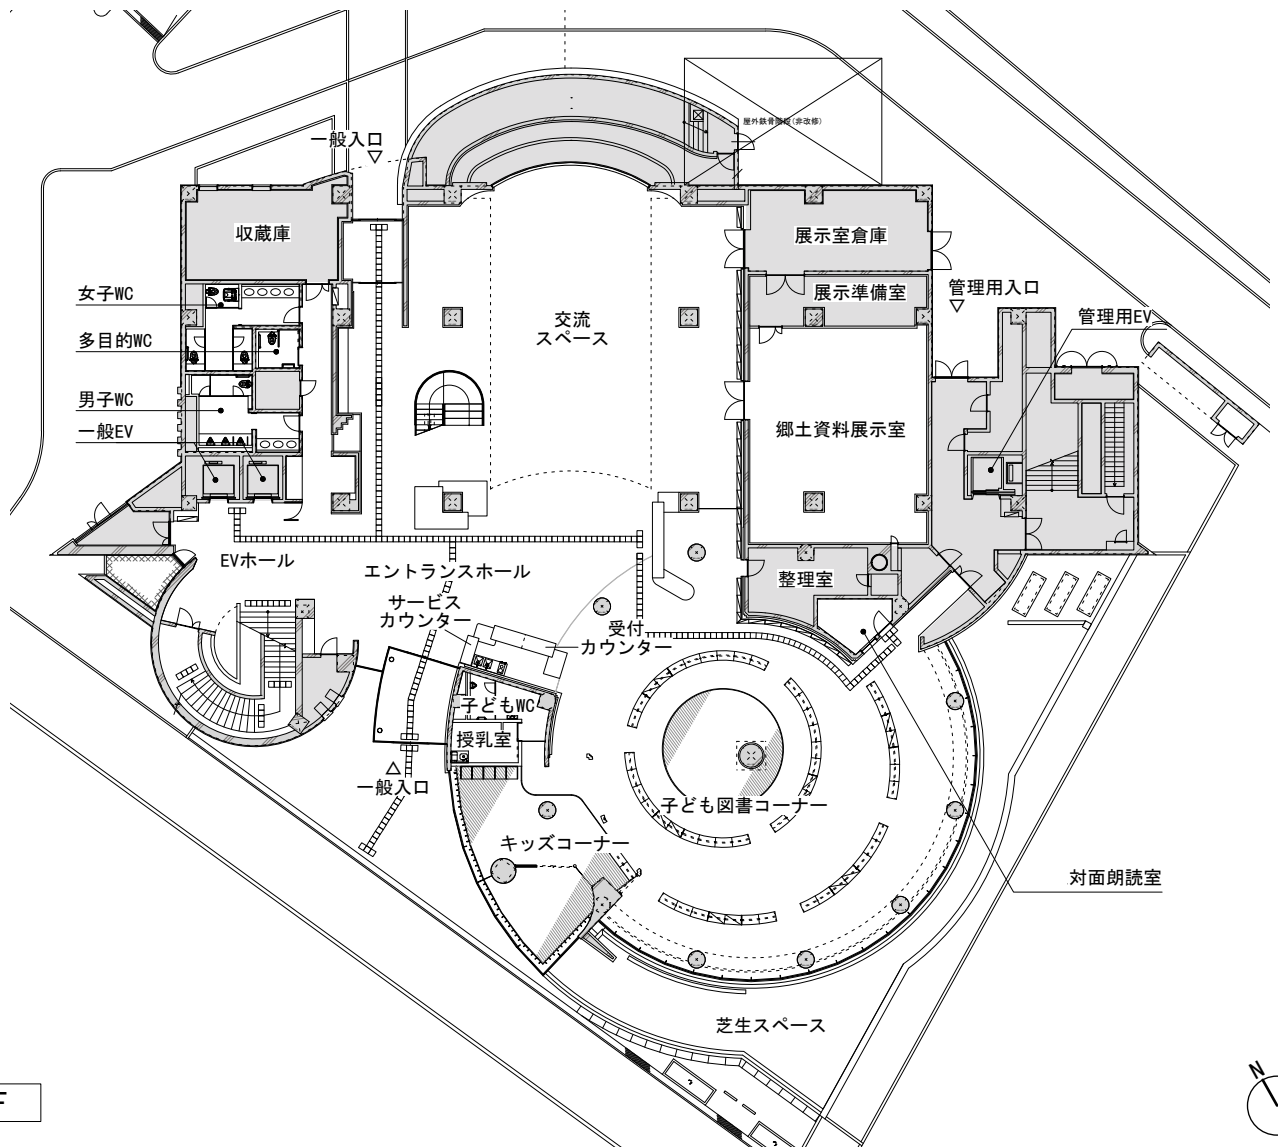 屋外鉄骨階段(非改修)
一般入口
収蔵庫
展示室倉庫
女子WC
展示準備室
管理用入口
交流
スペース
管理用EV
多目的WC
男子WC
一般EV
郷土資料展示室
EVホール
エントランスホール
整理室
サービス
カウンター
受付
カウンター
子どもWC
授乳室
一般入口
子ども図書コーナー
キッズコーナー
対面朗読室
芝生スペース
N